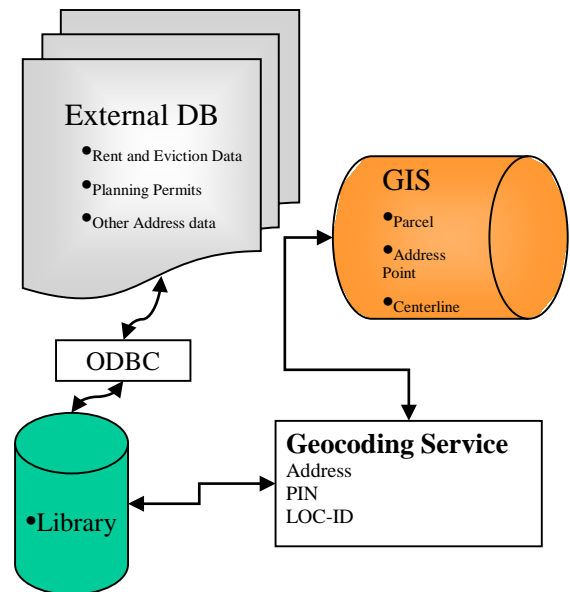 External DB
•Rent and Eviction Data
•Planning Permits
•Other Address data
GIS
•Parcel
•Address
Point
•Centerline
ODBC
Geocoding Service
Address
PIN
LOC-ID
•Library